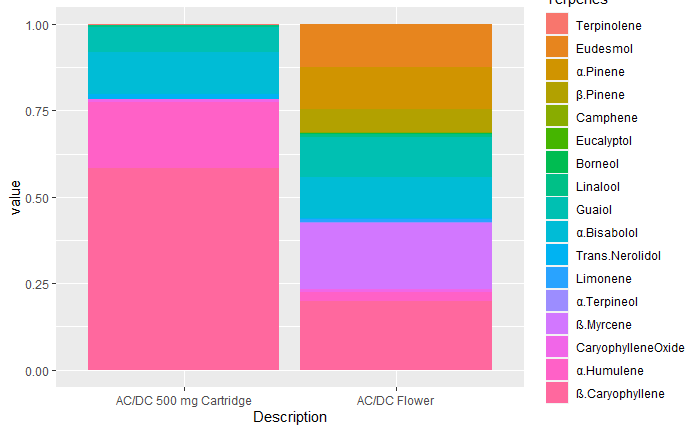 Terpenes
1.00
0.75
0.50
0.25
0.00
value
AC/DC 500 mg Cartridge
AC/DC Flower
Description
Terpinolene
Eudesmol
α.Pinene
β.Pinene
Camphene
Eucalyptol
Borneol
Linalool
Guaiol
α.Bisabolol
Trans.Nerolidol
Limonene
α.Terpineol
ß.Myrcene
CaryophylleneOxide
α.Humulene
ß.Caryophyllene